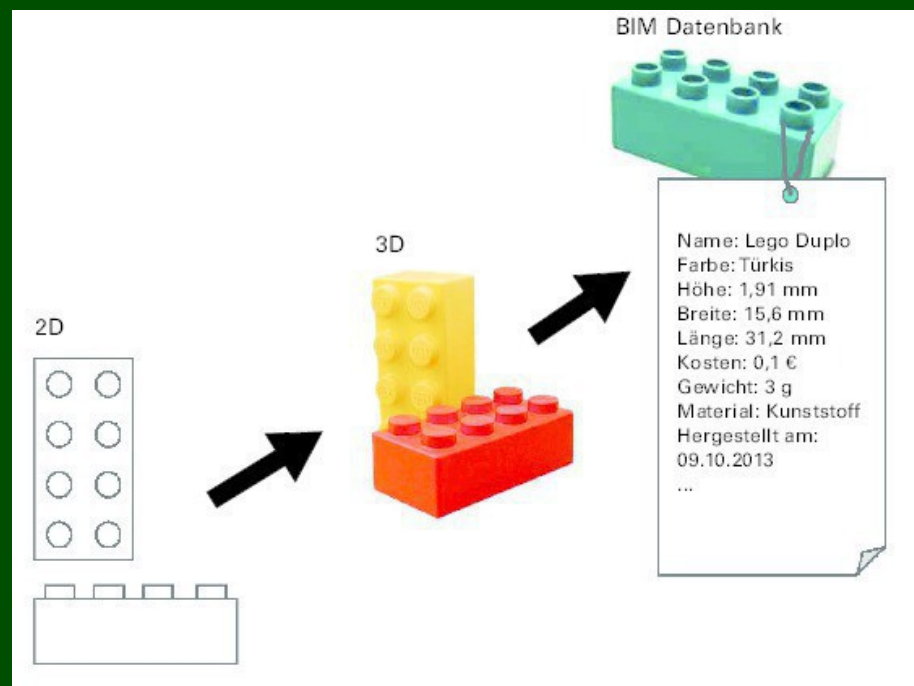 BIM Datenbank
3D
2D
Name: Lego Duplo
Farbe: Türkis
Höhe: 1,91 mm
Breite: 15,6 mm
Länge: 31,2 mm
Kosten: 0,1 €
Gewicht: 3 g
Material: Kunststoff
Hergestellt am:
09.10.2013
...